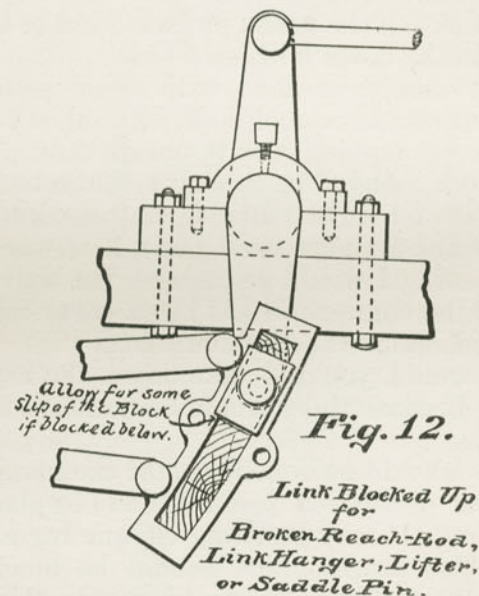 Allow for some
Slip of the Block
if blocked below.
Fig. 12.
Link Blocked Up
for
Broken Reach-Rod,
Link Hanger, Lifter,
or Saddle Pin.